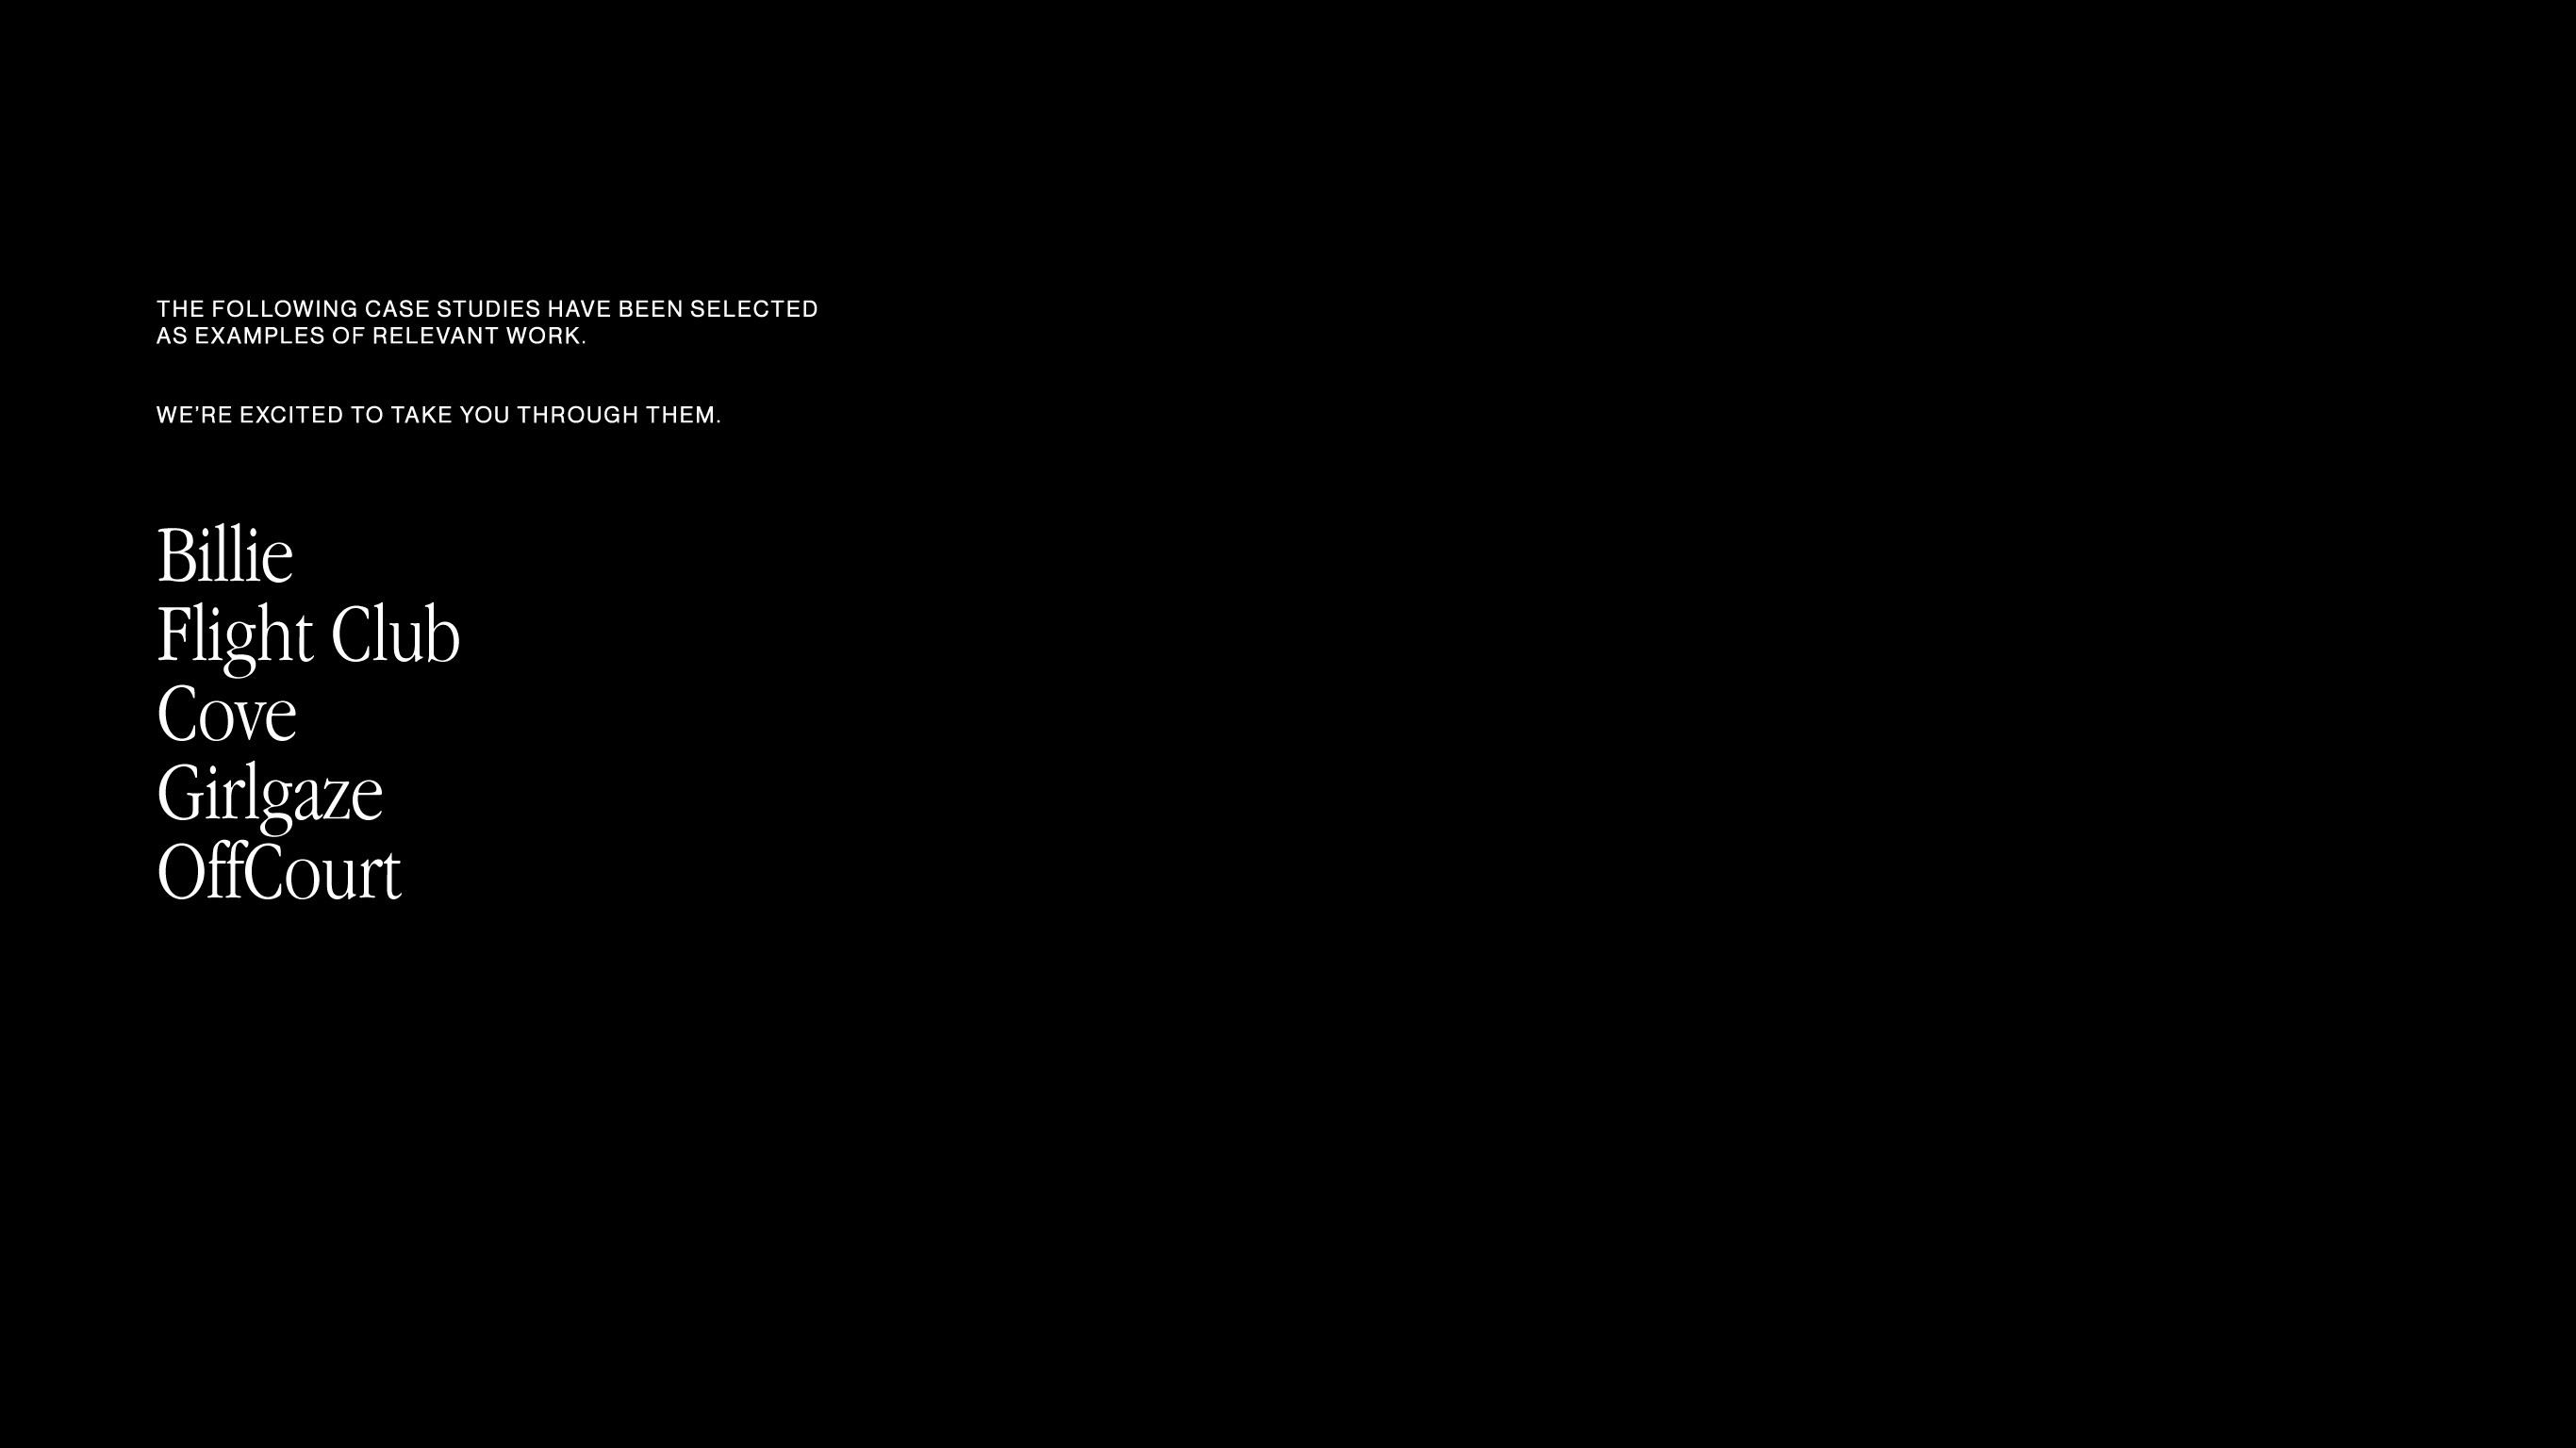 THE FOLLOWING CASE STUDIES HAVE BEEN SELECTED
AS EXAMPLES OF RELEVANT WORK.
WE’RE EXCITED TO TAKE YOU THROUGH THEM.
Billie
Flight Club
Cove
Girlgaze
OffCourt